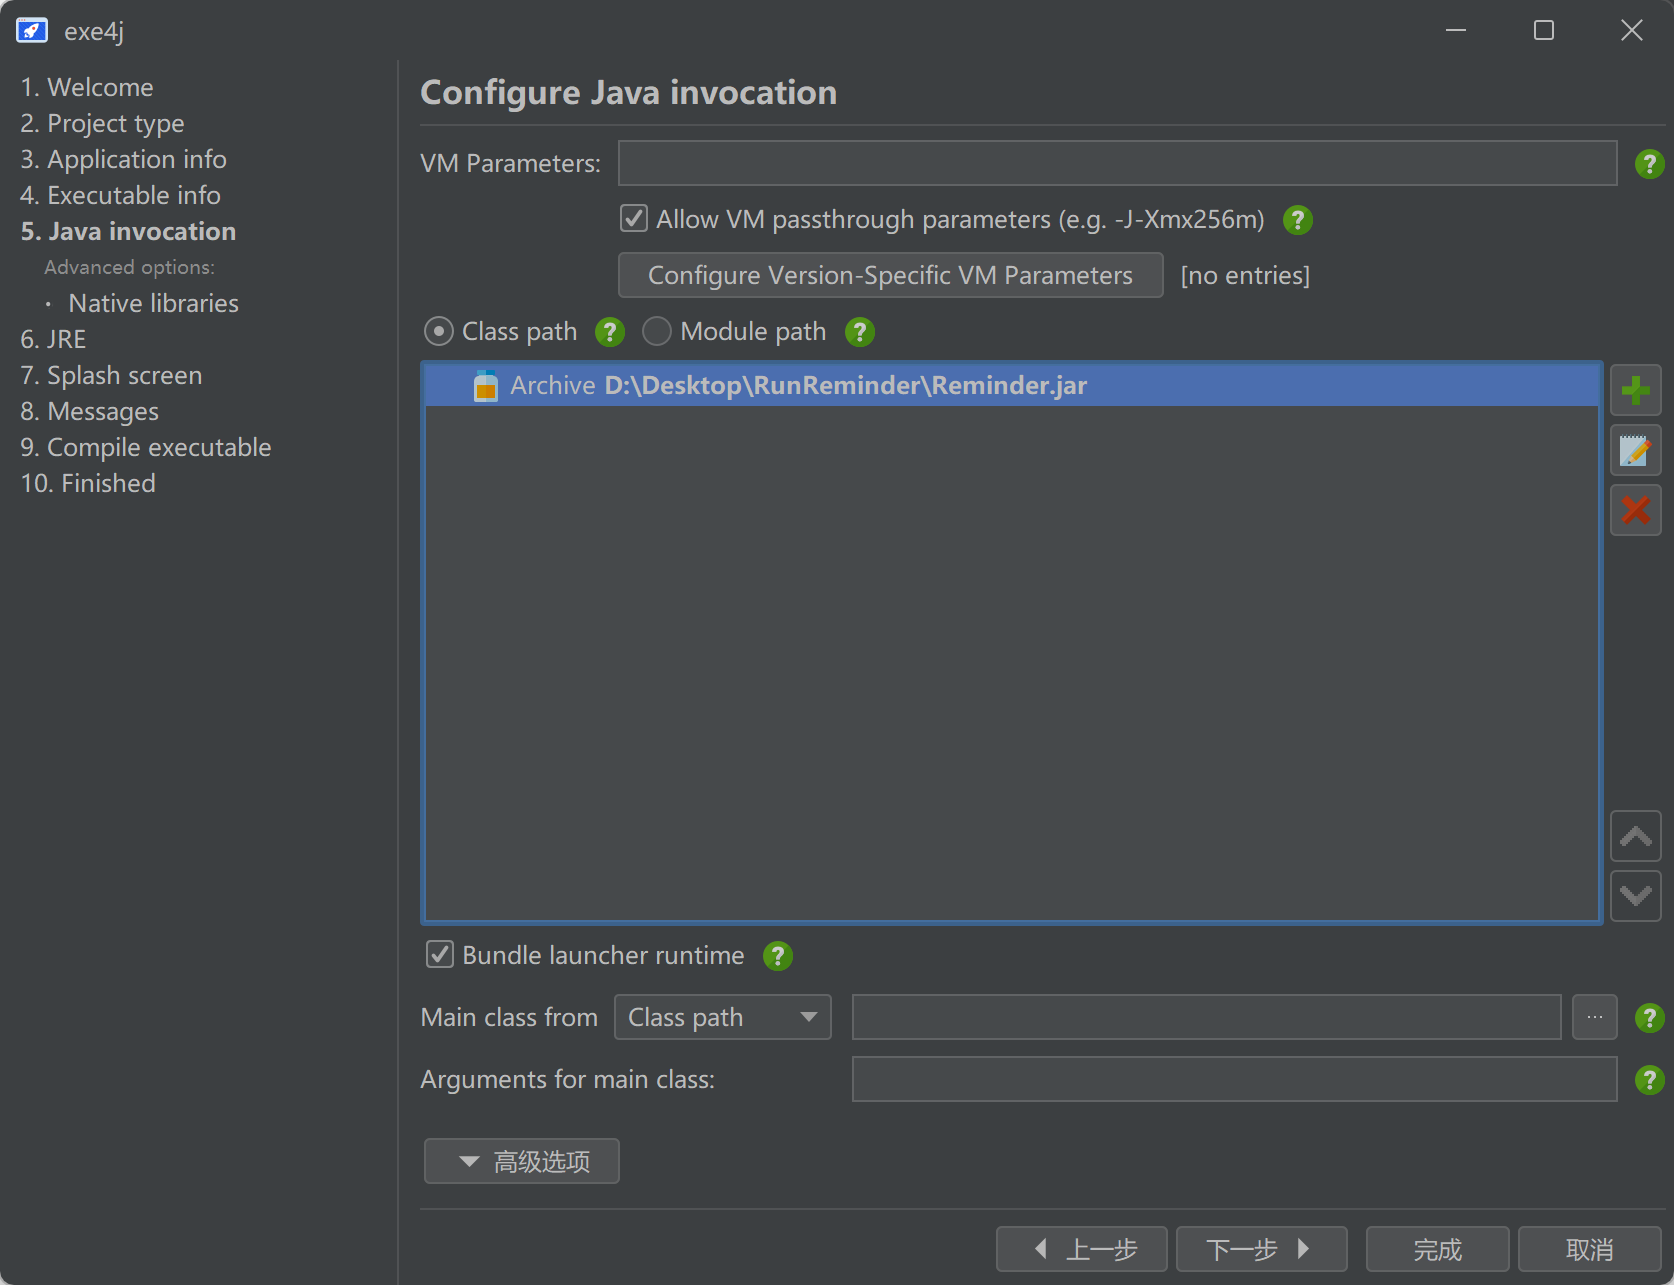 exe4j
1. Welcome
2. Project type
3. Application info
4. Executable info
5. Java invocation
Advanced options:
· Native libraries
6. JRE
7. Splash screen
8. Messages
9. Compile executable
10. Finished
Configure Java invocation
VM Parameters:
Allow VM passthrough parameters (e.g. -J-Xmx256m)
Configure Version-Specific VM Parameters [no entries]
Class path Module path
Archive D:\Desktop\RunReminder\Reminder.jar
Bundle launcher runtime
Main class from Class path ...
Arguments for main class:
高级选项
上一步 下一步 完成 取消